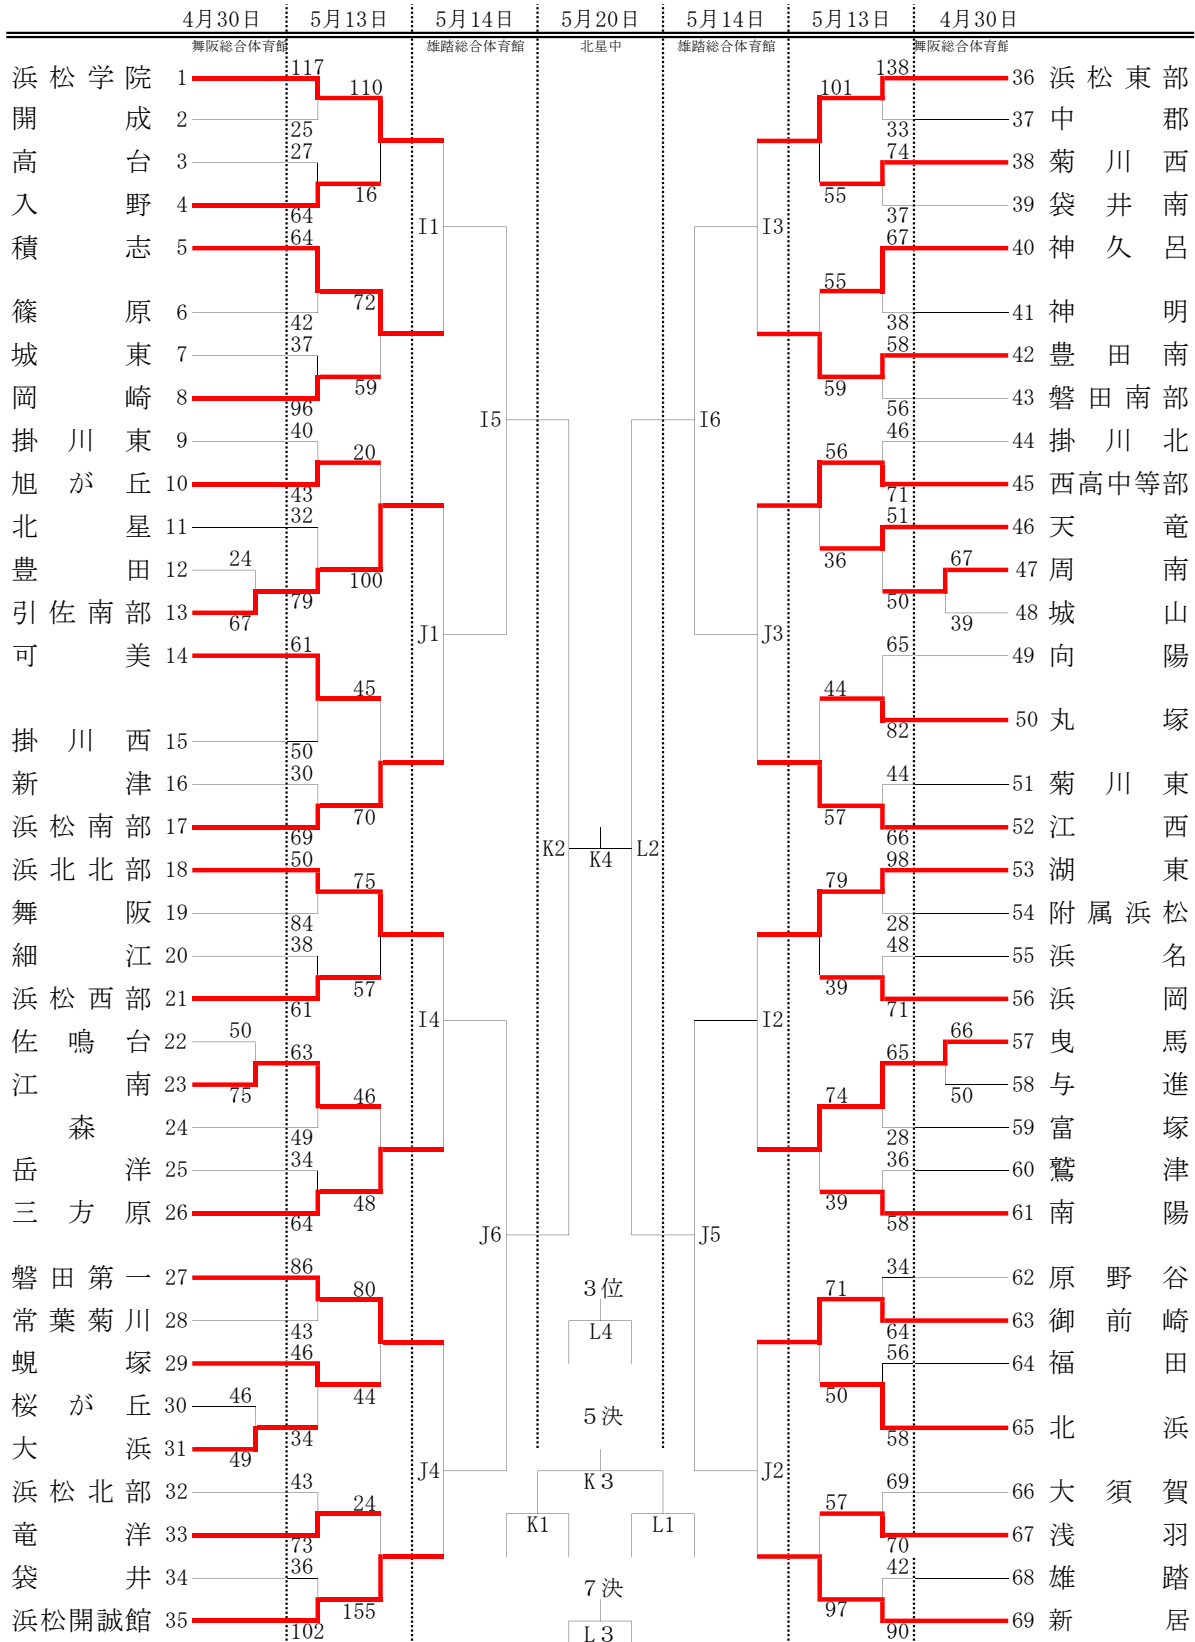 4月30日 5月13日 5月14日 5月20日 5月14日 5月13日 4月30日
舞阪総合体育館 雄踏総合体育館 北星中 雄踏総合体育館 舞阪総合体育館
浜松学院 1 117 110 101 138 36 浜松東部
開成 2 25 33 37 中郡
高台 3 27 74 38 菊川西
入野 4 64 16 55 37 39 袋井南
I1 I3
積志 5 64 67 40 神久呂
72 55
篠原 6 42 38 41 神明
城東 7 37 58 42 豊田南
岡崎 8 96 59 59 56 43 磐田南部
I5 I6
掛川東 9 40 20 56 46 44 掛川北
旭が丘 10 43 71 45 西高中等部
北星 11 32 51 46 天竜
豊田 12 24 100 36 67 47 周南
引佐南部 13 67 79 50 39 48 城山
J1 J3
可美 14 61 65 49 向陽
45 44
82 50 丸塚
掛川西 15 50
新津 16 30 44 51 菊川東
浜松南部 17 69 70 57 66 52 江西
K2 K4 L2
浜北北部 18 50 75 79 98 53 湖東
舞阪 19 84 28 54 附属浜松
細江 20 38 48 55 浜名
浜松西部 21 61 57 39 71 56 浜岡
I4 I2
佐鳴台 22 50 66 57 曳馬
江南 23 75 63 46 74 65 50 58 与進
森 24 49 28 59 富塚
岳洋 25 34 36 60 鷲津
三方原 26 64 48 39 58 61 南陽
J6 J5
磐田第一 27 86 80 71 34 62 原野谷
3位
常葉菊川 28 43 64 63 御前崎
L4
蜆塚 29 46 56 64 福田
桜が丘 30 46 44 50
5決
大浜 31 49 34 58 65 北浜
J4 K3 J2
浜松北部 32 43 24 57 69 66 大須賀
K1 L1
竜洋 33 73 70 67 浅羽
袋井 34 36 42 68 雄踏
7決
浜松開誠館 35 102 155 97 90 69 新居
L3